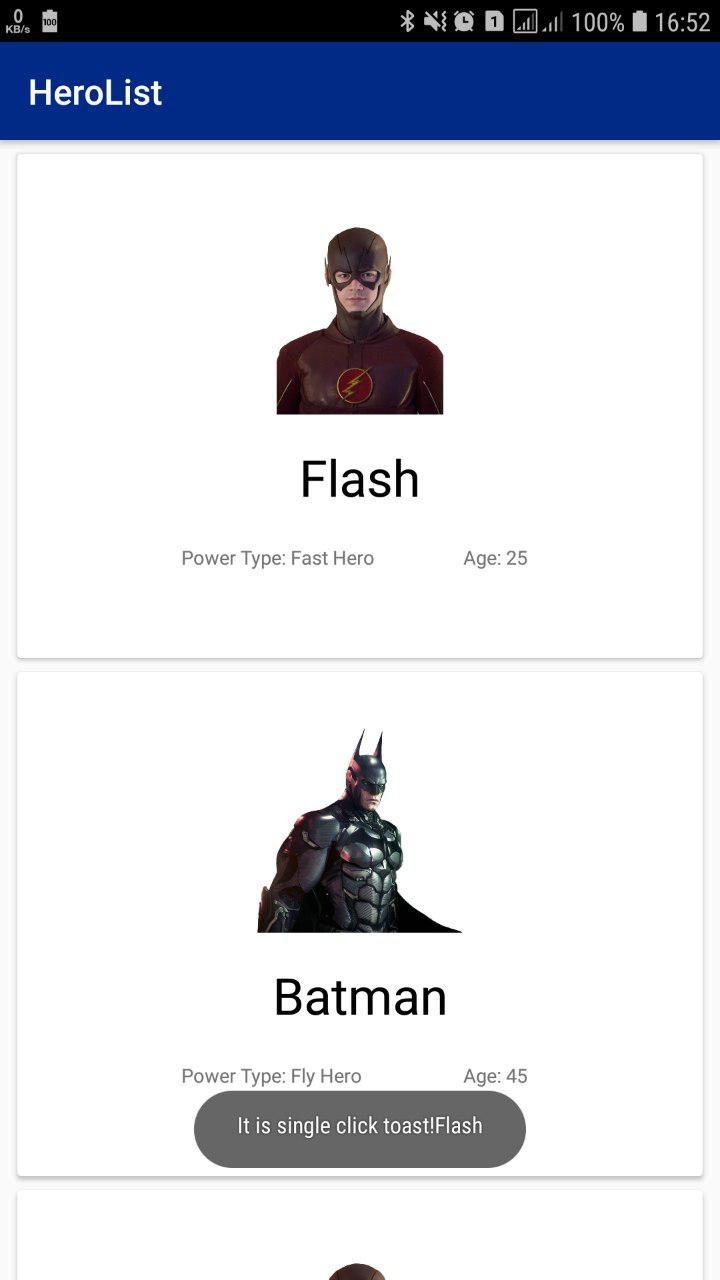 0
KB/s
100
1
100%
16:52
HeroList
Flash
Power Type: Fast Hero
Age: 25
Batman
Power Type: Fly Hero
Age: 45
It is single click toast!Flash